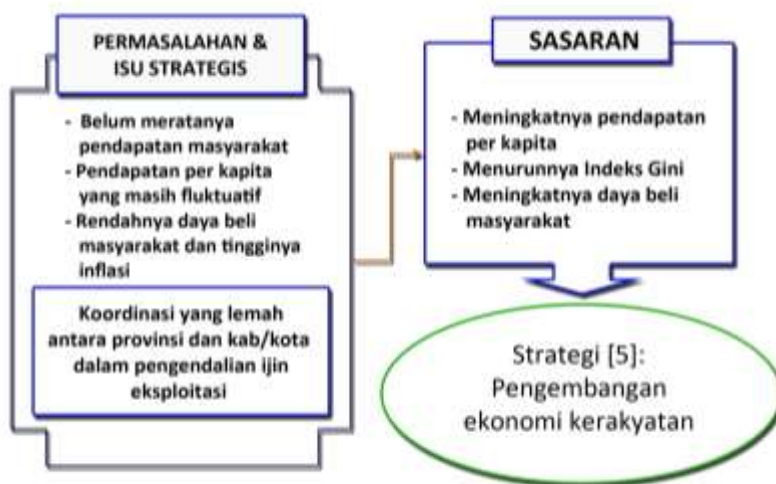 PERMASALAHAN &
ISU STRATEGIS
- Belum meratanya
pendapatan masyarakat
- Pendapatan per kapita
yang masih fluktuatif
- Rendahnya daya beli
masyarakat dan tingginya
inflasi
Koordinasi yang lemah
antara provinsi dan kab/kota
dalam pengendalian ijin
eksploitasi
SASARAN
- Meningkatnya pendapatan
per kapita
- Menurunnya Indeks Gini
- Meningkatnya daya beli
masyarakat
Strategi [5]:
Pengembangan
ekonomi kerakyatan